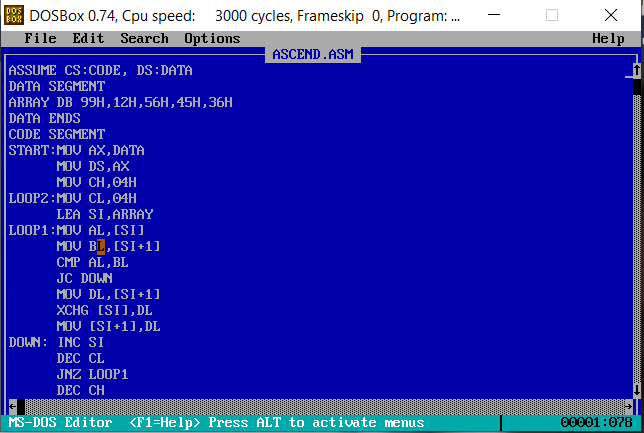 DOS BOX DOSBox 0.74, Cpu speed: 3000 cycles, Frameskip 0, Program: ...
File Edit Search Options Help
ASCEND.ASM
ASSUME CS:CODE, DS:DATA
DATA SEGMENT
ARRAY DB 99H,12H,56H,45H,36H
DATA ENDS
CODE SEGMENT
START:MOV AX,DATA
MOV DS,AX
MOV CH,04H
LOOP2:MOV CL,04H
LEA SI,ARRAY
LOOP1:MOV AL,[SI]
MOV BL,[SI+1]
CMP AL,BL
JC DOWN
MOV DL,[SI+1]
XCHG [SI],DL
MOV [SI+1],DL
DOWN: INC SI
DEC CL
JNZ LOOP1
DEC CH
MS-DOS Editor <F1=Help> Press ALT to activate menus 00001:078